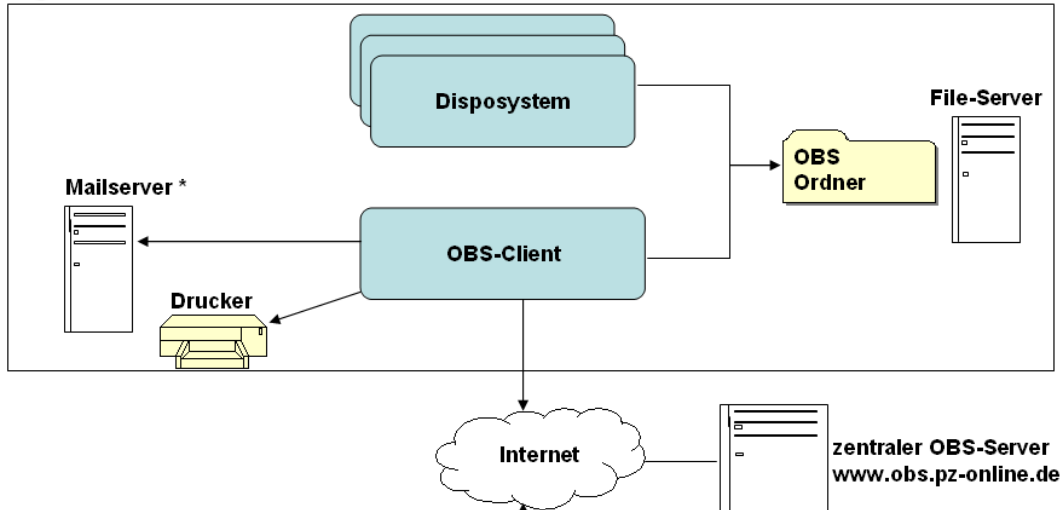 Disposystem
File-Server
OBS
Ordner
Mailserver *
OBS-Client
Drucker
Internet
zentraler OBS-Server
www.obs.pz-online.de